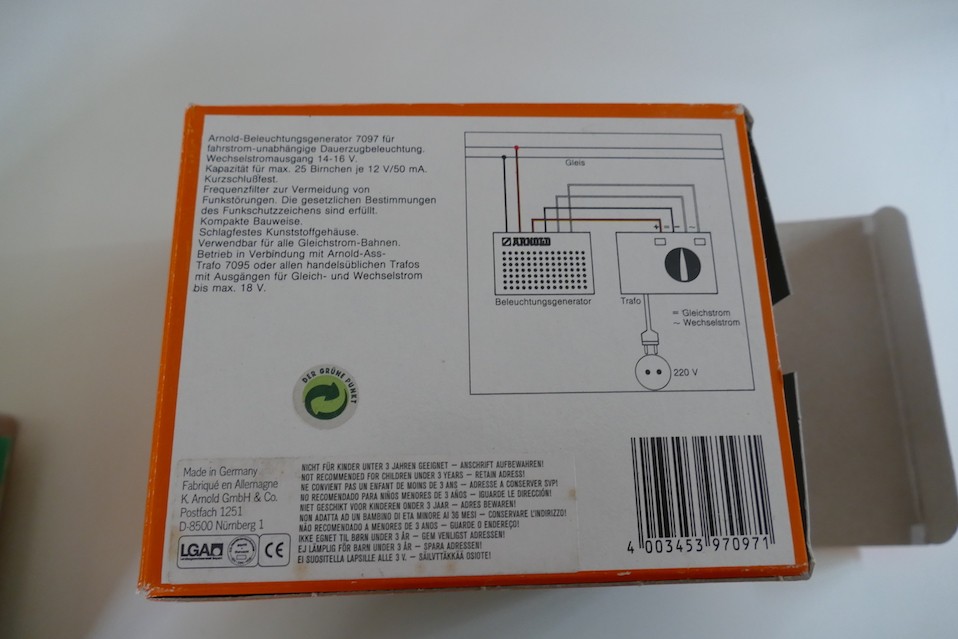 Arnold-Beleuchtungsgenerator 7097 für
fahrstrom-unabhängige Dauerzugbeleuchtung.
Wechselstromausgang 14-16 V.
Kapazität für max. 25 Birnchen je 12 V/50 mA.
Kurzschlußfest.
Frequenzfilter zur Vermeidung von
Funkstörungen. Die gesetzlichen Bestimmungen
des Funkschutzzeichens sind erfüllt.
Kompakte Bauweise.
Schlagfestes Kunststoffgehäuse.
Verwendbar für alle Gleichstrom-Bahnen.
Betrieb in Verbindung mit Arnold-Ass-
Trafo 7095 oder allen handelsüblichen Trafos
mit Ausgängen für Gleich- und Wechselstrom
bis max. 18 V.
Gleis
+ = − ~
ARNOLD
Beleuchtungsgenerator
Trafo
= Gleichstrom
~ Wechselstrom
220 V
DER GRÜNE PUNKT
Made in Germany
Fabriqué en Allemagne
K. Arnold GmbH & Co.
Postfach 1251
D-8500 Nürnberg 1
LGA
CE
NICHT FÜR KINDER UNTER 3 JAHREN GEEIGNET – ANSCHRIFT AUFBEWAHREN!
NOT RECOMMENDED FOR CHILDREN UNDER 3 YEARS – RETAIN ADRESS!
NE CONVIENT PAS UN ENFANT DE MOINS DE 3 ANS – ADRESSE A CONSERVER SVP!
NO RECOMENDADO PARA NIÑOS MENORES DE 3 AÑOS – IGUARDE LE DIRECCIÓN!
NIET GESCHIKT VOOR KINDEREN ONDER 3 JAAR – ADRES BEWAREN!
NON ADATTA AD UN BAMBINO DI ETA MINORE AI 36 MESI – CONSERVARE L'INDIRIZZO!
NÃO RECOMENDADO A MENORES DE 3 ANOS – GUARDE O ENDEREÇO!
IKKE EGNET TIL BØRN UNDER 3 ÅR – GEM VENLIGST ADRESSEN!
EJ LÄMPLIG FÖR BARN UNDER 3 ÅR – SPARA ADRESSEN!
EI SUOSITELLA LAPSILLE ALLE 3 V. – SÄILVTTÄKKÄÄ OSIOTE!
4 003453 970971